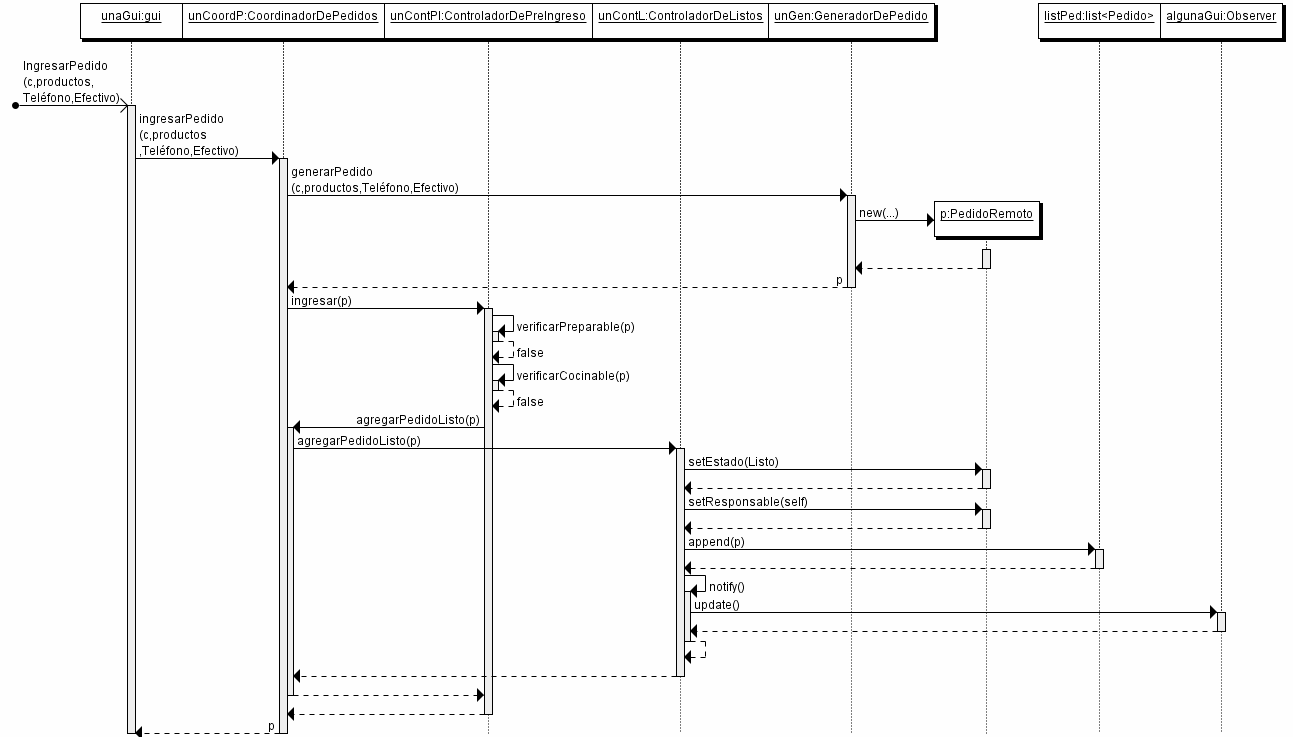 unaGui:gui
unCoordP:CoordinadorDePedidos
unContPI:ControladorDePreIngreso
unContL:ControladorDeListos
unGen:GeneradorDePedido
listPed:list<Pedido>
algunaGui:Observer
IngresarPedido
(c,productos,
Teléfono,Efectivo)
ingresarPedido
(c,productos
,Teléfono,Efectivo)
generarPedido
(c,productos,Teléfono,Efectivo)
new(...)
p:PedidoRemoto
p
ingresar(p)
verificarPreparable(p)
false
verificarCocinable(p)
false
agregarPedidoListo(p)
agregarPedidoListo(p)
setEstado(Listo)
setResponsable(self)
append(p)
notify()
update()
p